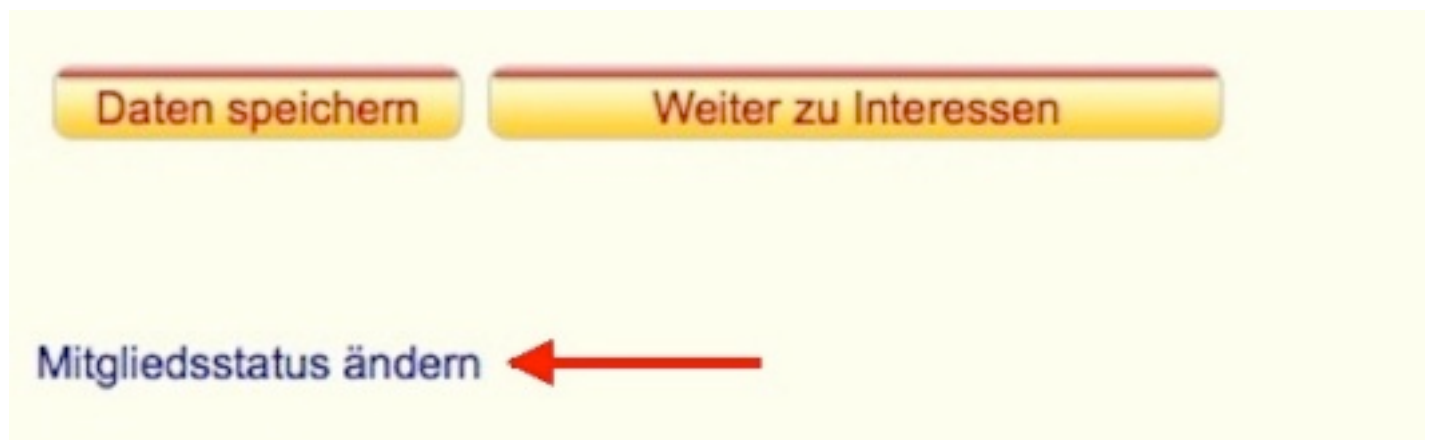 Daten speichern
Weiter zu Interessen
Mitgliedsstatus ändern